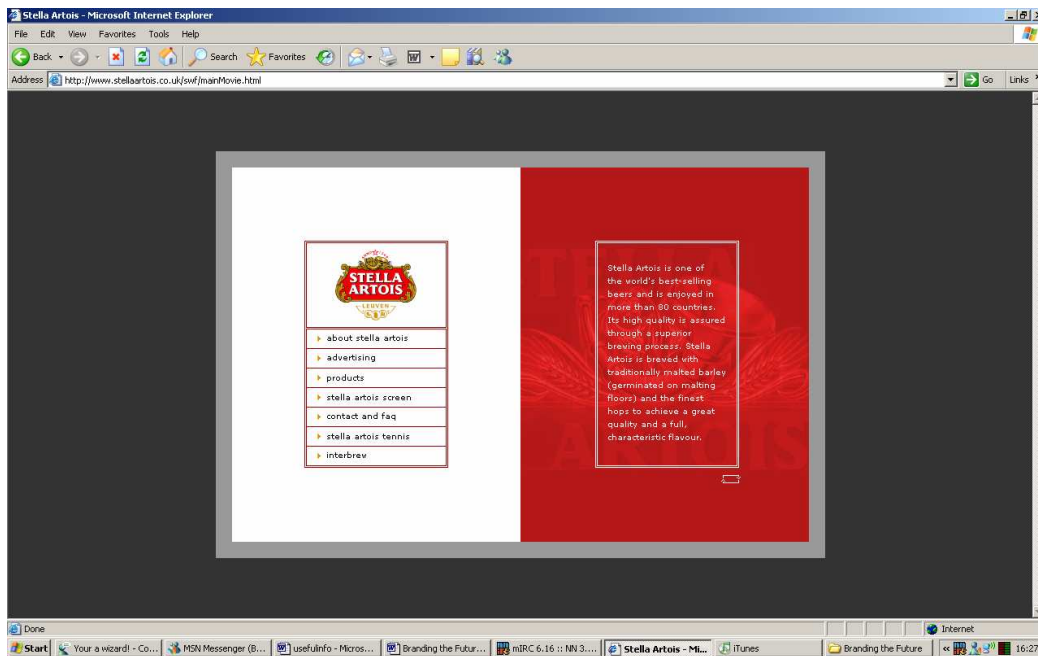 Stella Artois - Microsoft Internet Explorer
File Edit View Favorites Tools Help
Back Search Favorites
Address http://www.stellaartois.co.uk/swf/mainMovie.html Go Links
STELLA
ARTOIS
LEUVEN
about stella artois
advertising
products
stella artois screen
contact and faq
stella artois tennis
interbrew
STELLA
ARTOIS
Stella Artois is one of
the world's best-selling
beers and is enjoyed in
more than 80 countries.
Its high quality is assured
through a superior
brewing process. Stella
Artois is brewed with
traditionally malted barley
(germinated on malting
floors) and the finest
hops to achieve a great
quality and a full,
characteristic flavour.
Done Internet
Start Your a wizard! - Co... MSN Messenger (B... usefulinfo - Micros... Branding the Futur... mIRC 6.16 :: NN 3.... Stella Artois - Mi... iTunes Branding the Future 16:27